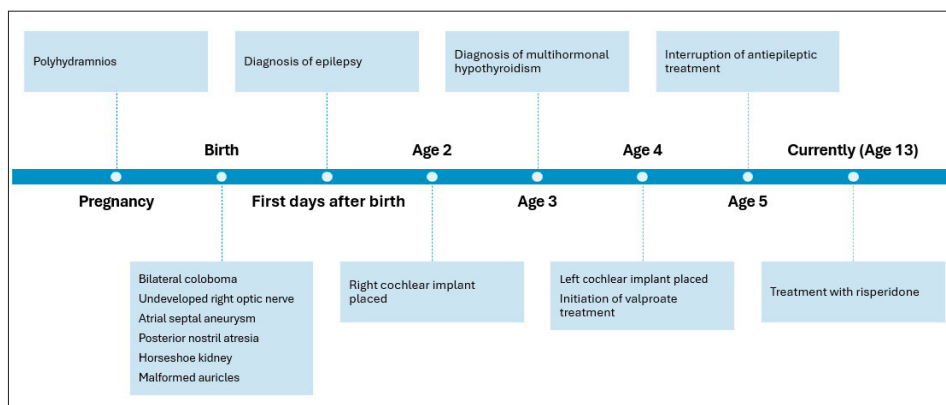 Polyhydramnios
Diagnosis of epilepsy
Diagnosis of multihormonal
hypothyroidism
Interruption of antiepileptic
treatment
Birth
Age 2
Age 4
Currently (Age 13)
Pregnancy
First days after birth
Age 3
Age 5
Bilateral coloboma
Undeveloped right optic nerve
Atrial septal aneurysm
Posterior nostril atresia
Horseshoe kidney
Malformed auricles
Right cochlear implant
placed
Left cochlear implant placed
Initiation of valproate
treatment
Treatment with risperidone